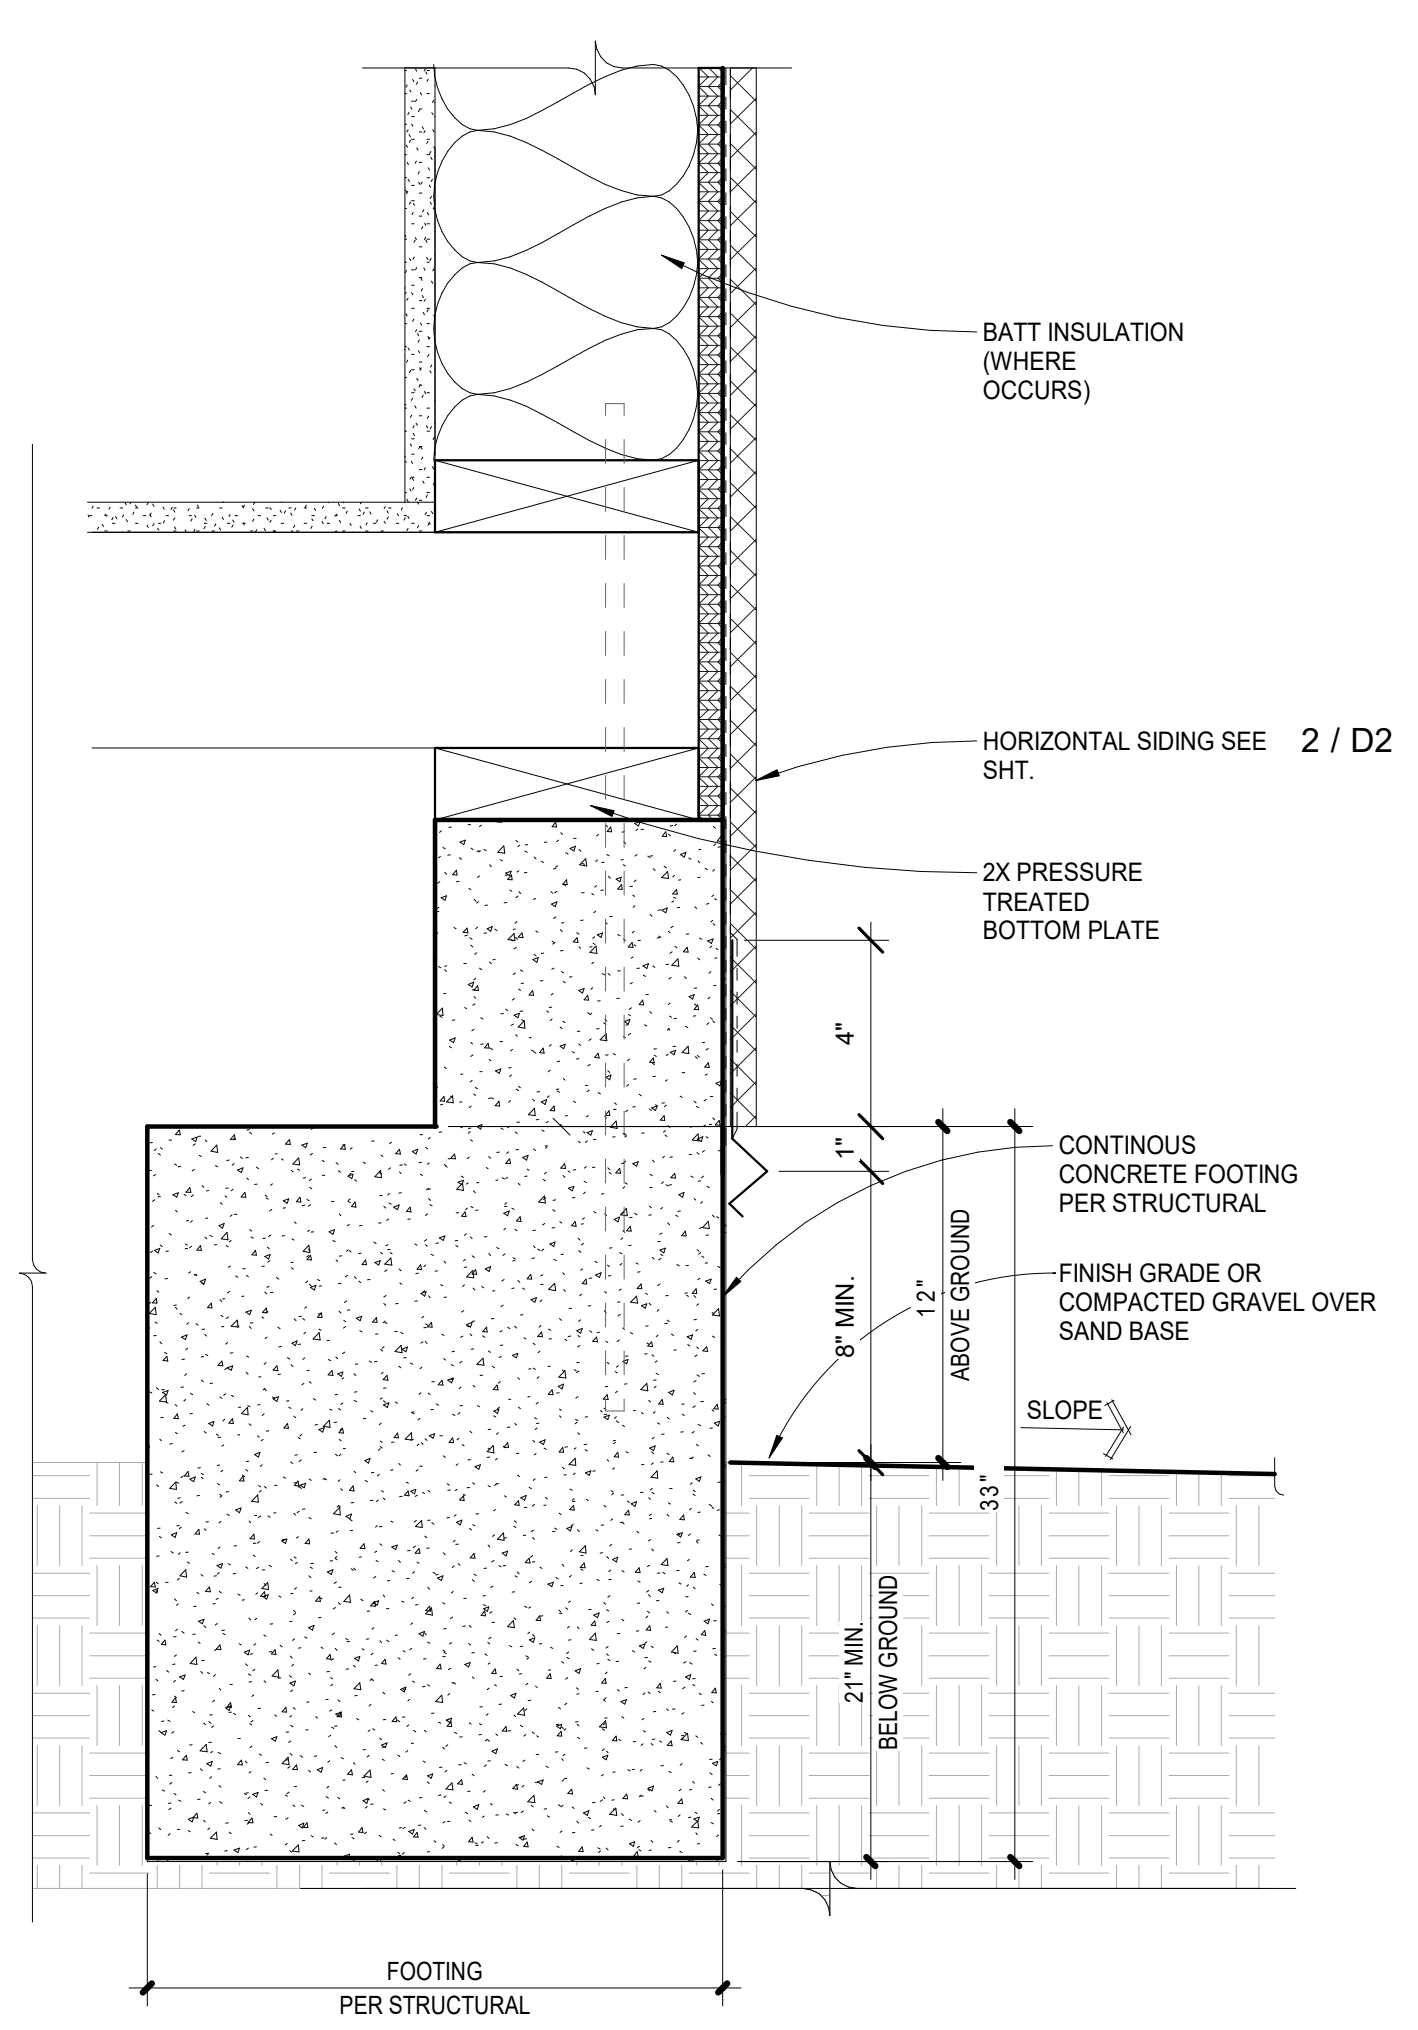 BATT INSULATION
(WHERE
OCCURS)
HORIZONTAL SIDING SEE 2 / D2
SHT.
2X PRESSURE
TREATED
BOTTOM PLATE
4"
1"
CONTINOUS
CONCRETE FOOTING
PER STRUCTURAL
8" MIN.
12"
ABOVE GROUND
FINISH GRADE OR
COMPACTED GRAVEL OVER
SAND BASE
SLOPE
33"
21" MIN.
BELOW GROUND
FOOTING
PER STRUCTURAL